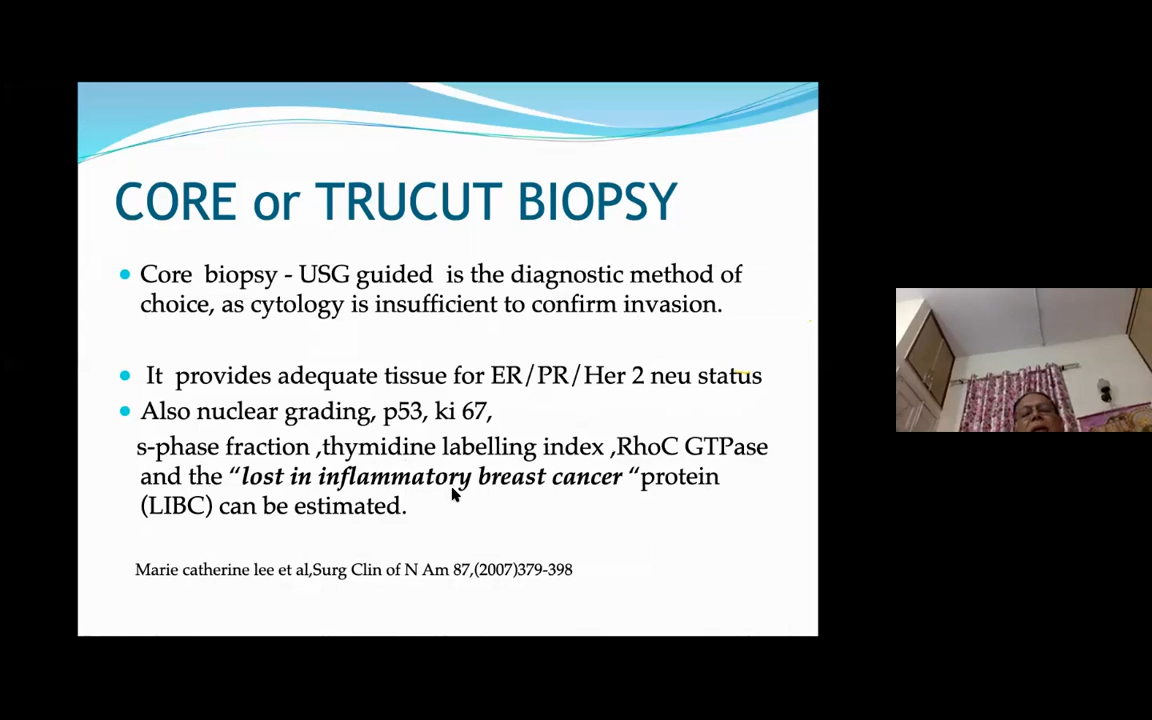 CORE or TRUCUT BIOPSY
Core biopsy - USG guided is the diagnostic method of
choice, as cytology is insufficient to confirm invasion.
It provides adequate tissue for ER/PR/Her 2 neu status
Also nuclear grading, p53, ki 67,
s-phase fraction ,thymidine labelling index ,RhoC GTPase
and the “lost in inflammatory breast cancer “protein
(LIBC) can be estimated.
Marie catherine lee et al,Surg Clin of N Am 87,(2007)379-398